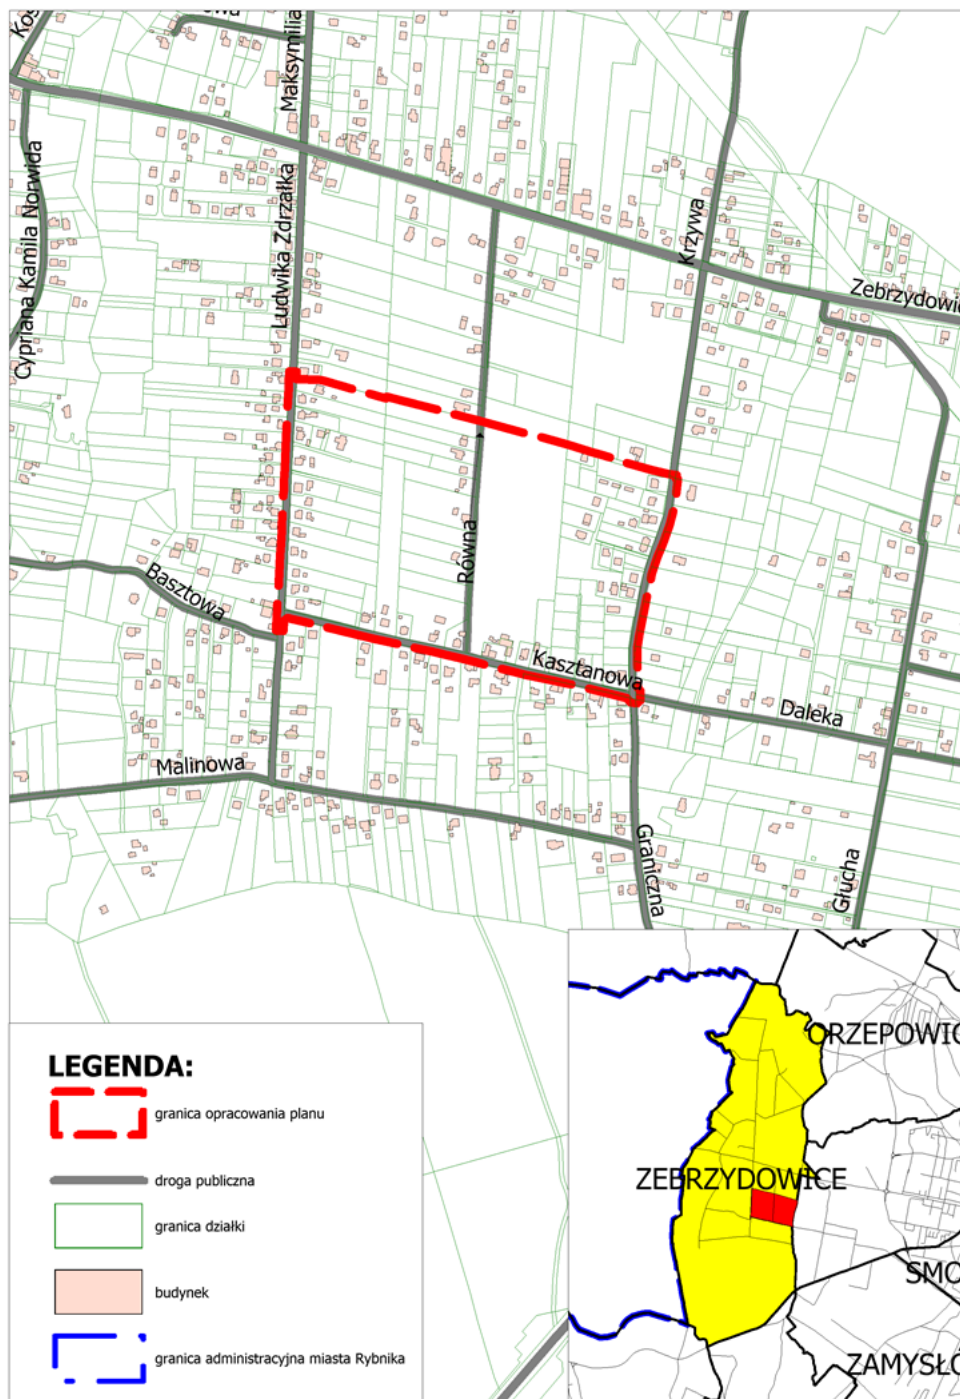 Maksymilia
Cypriana Kamila Norwida
Ludwika Zdrzałka
Krzywa
Zebrzydowic
Równa
Basztowa
Kasztanowa
Daleka
Malinowa
Graniczna
Głucha
ORZEPOWIC
ZEBRZYDOWICE
SMO
ZAMYSŁÓ
LEGENDA:
granica opracowania planu
droga publiczna
granica działki
budynek
granica administracyjna miasta Rybnika